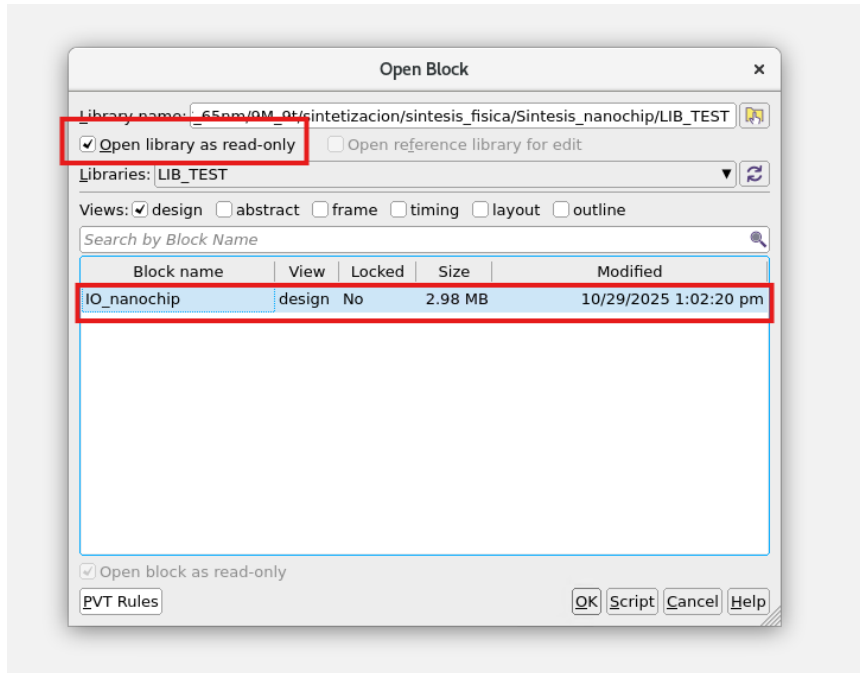 Open Block
Library name: _65nm/9M_9t/sintetizacion/sintesis_fisica/Sintesis_nanochip/LIB_TEST
Open library as read-only Open reference library for edit
Libraries: LIB_TEST
Views: design abstract frame timing layout outline
Search by Block Name
Block name View Locked Size Modified
IO_nanochip design No 2.98 MB 10/29/2025 1:02:20 pm
Open block as read-only
PVT Rules OK Script Cancel Help